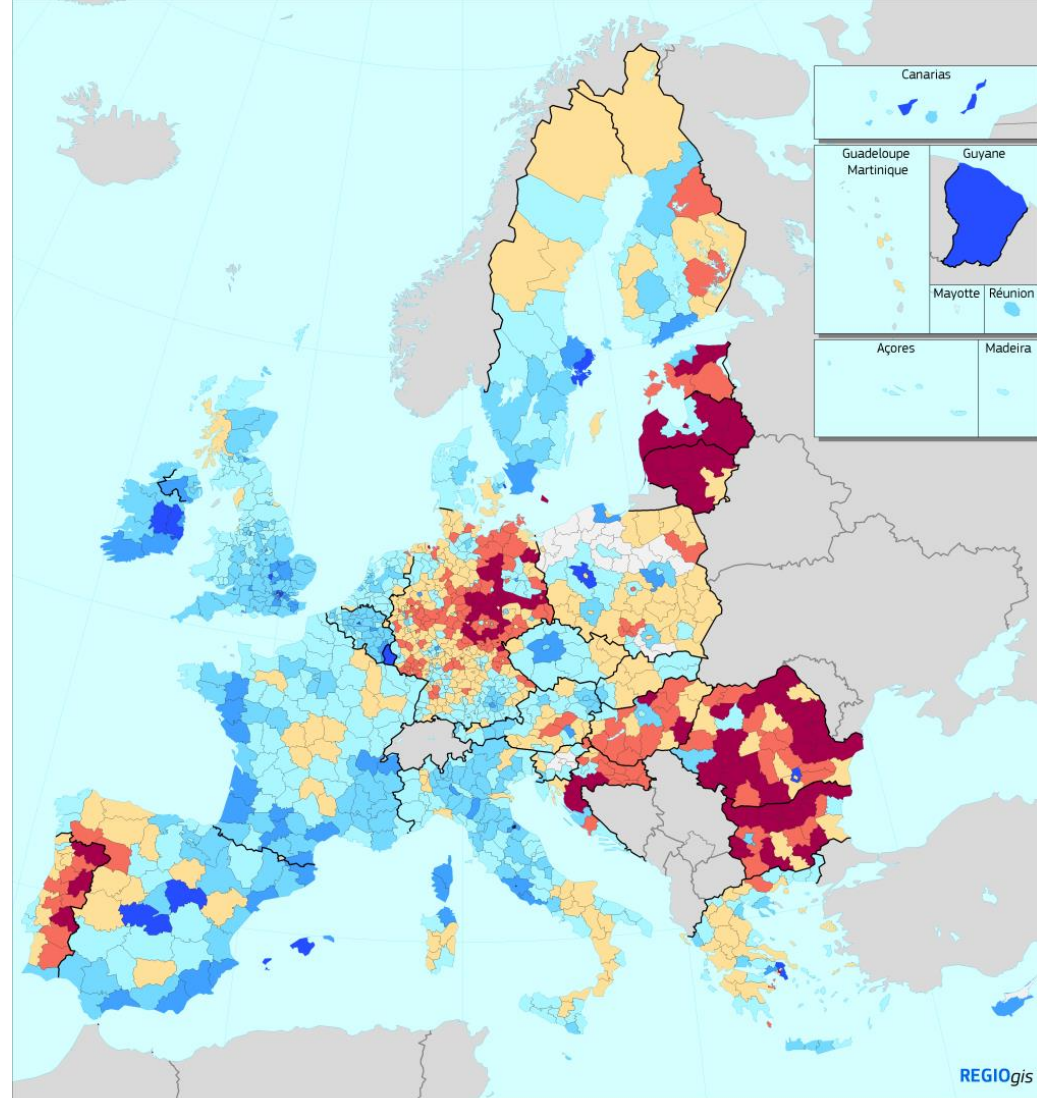 Canarias
Guadeloupe
Martinique
Guyane
Mayotte
Réunion
Açores
Madeira
REGIOgis